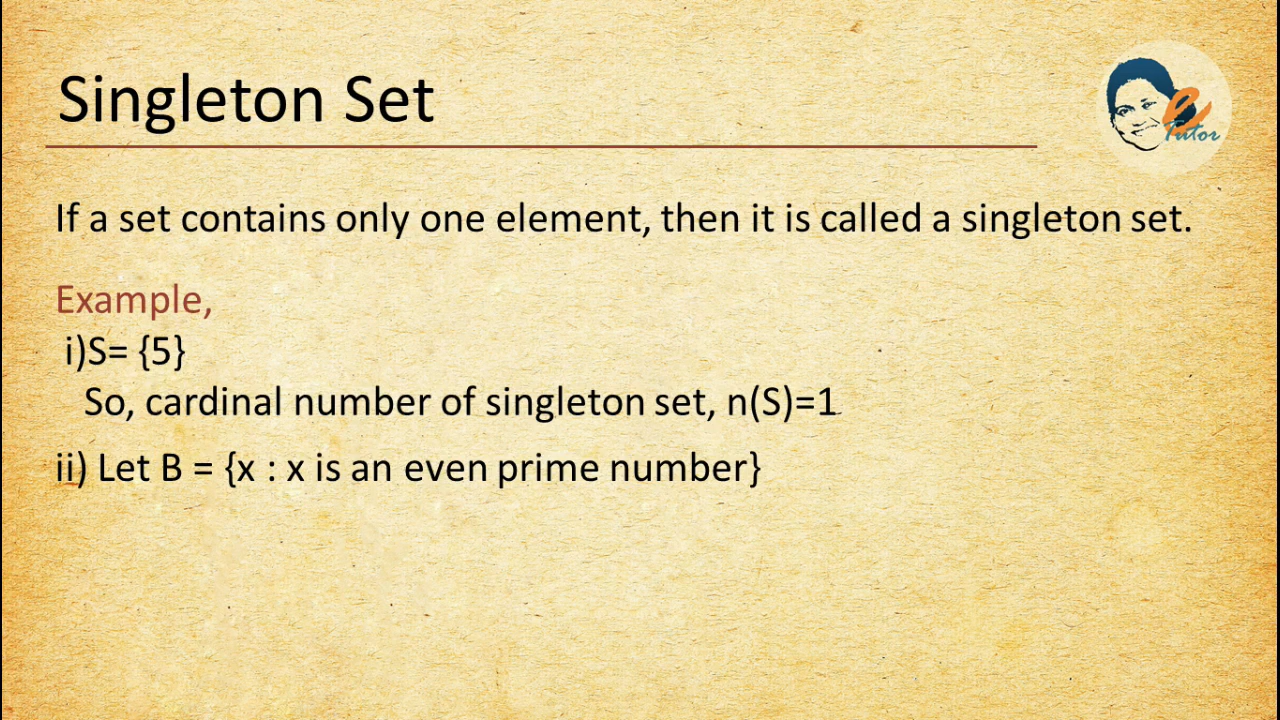 Singleton Set
e
Tutor
If a set contains only one element, then it is called a singleton set.
Example,
i)S= {5}
So, cardinal number of singleton set, n(S)=1
ii) Let B = {x : x is an even prime number}